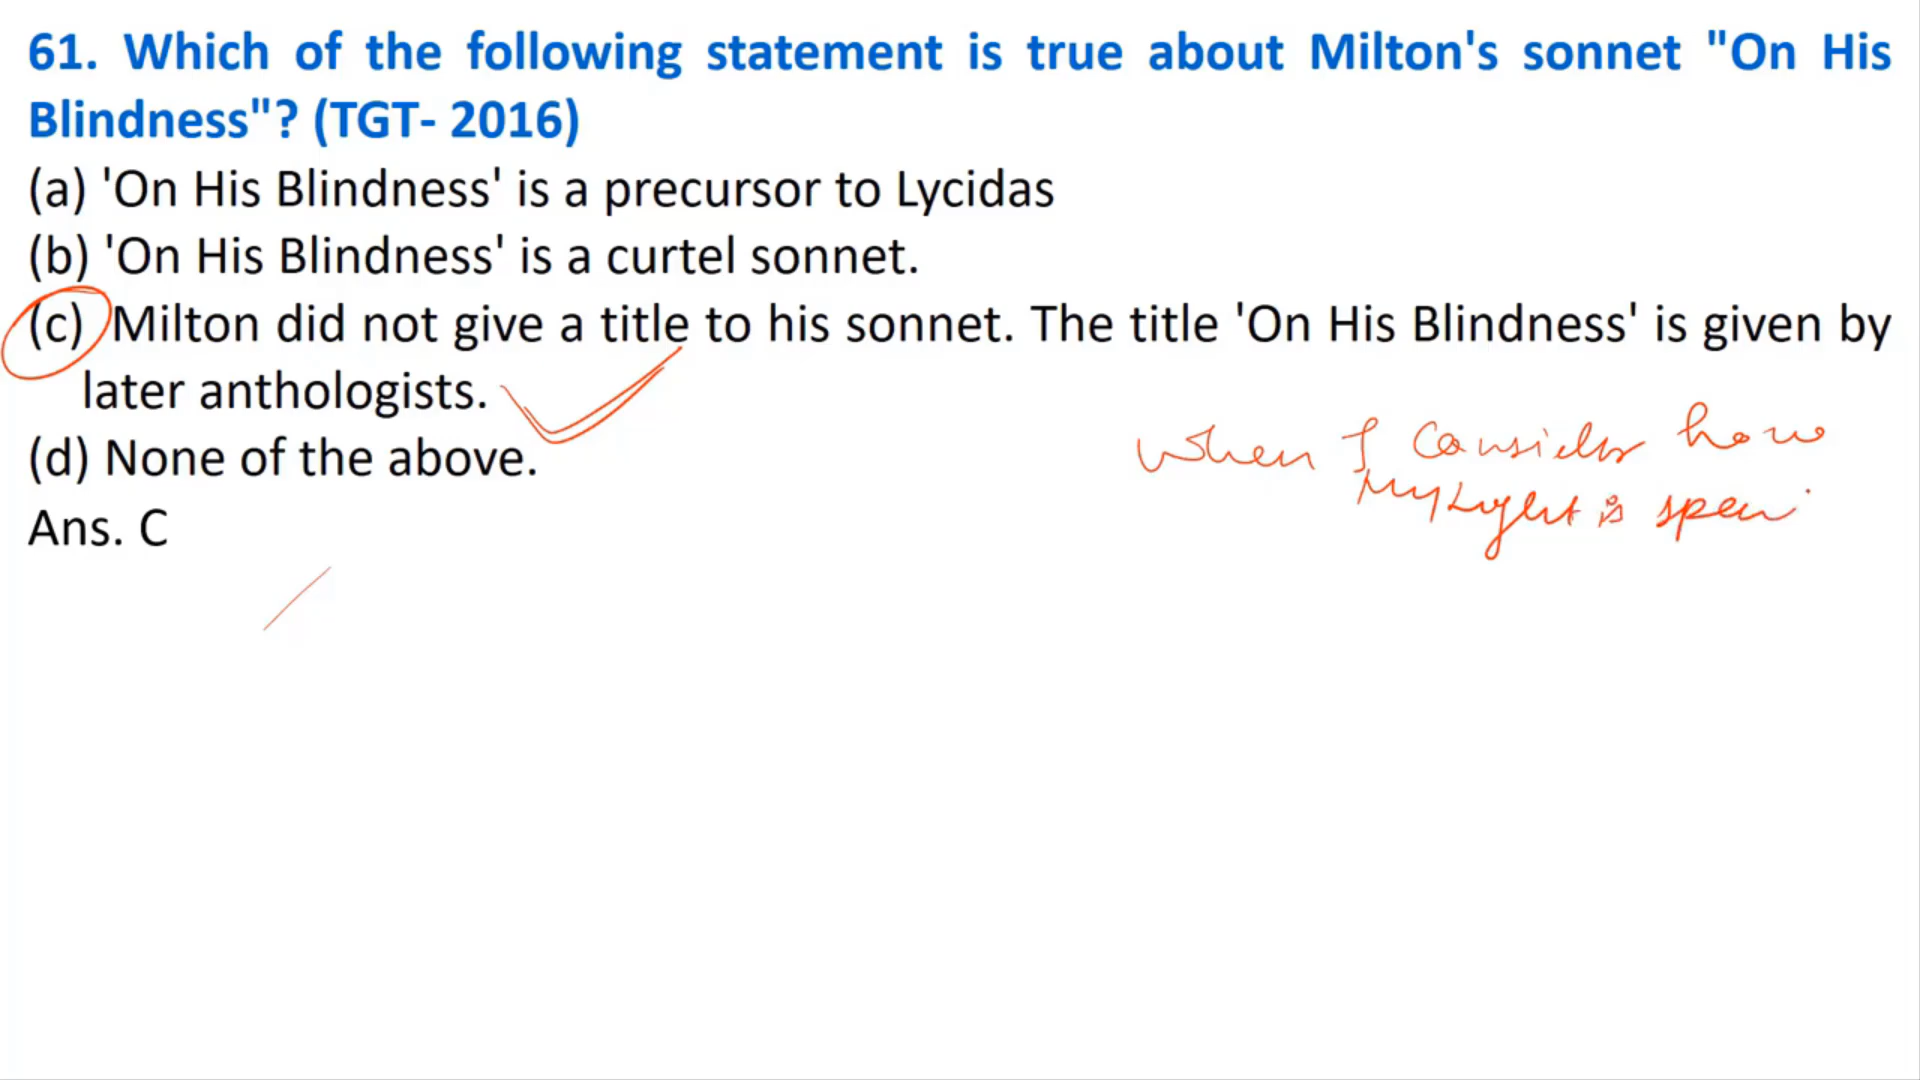 61. Which of the following statement is true about Milton's sonnet "On His
Blindness"? (TGT- 2016)
(a) 'On His Blindness' is a precursor to Lycidas
(b) 'On His Blindness' is a curtel sonnet.
(c) Milton did not give a title to his sonnet. The title 'On His Blindness' is given by
later anthologists.
(d) None of the above.
Ans. C
When I Consider how
my Light is spen